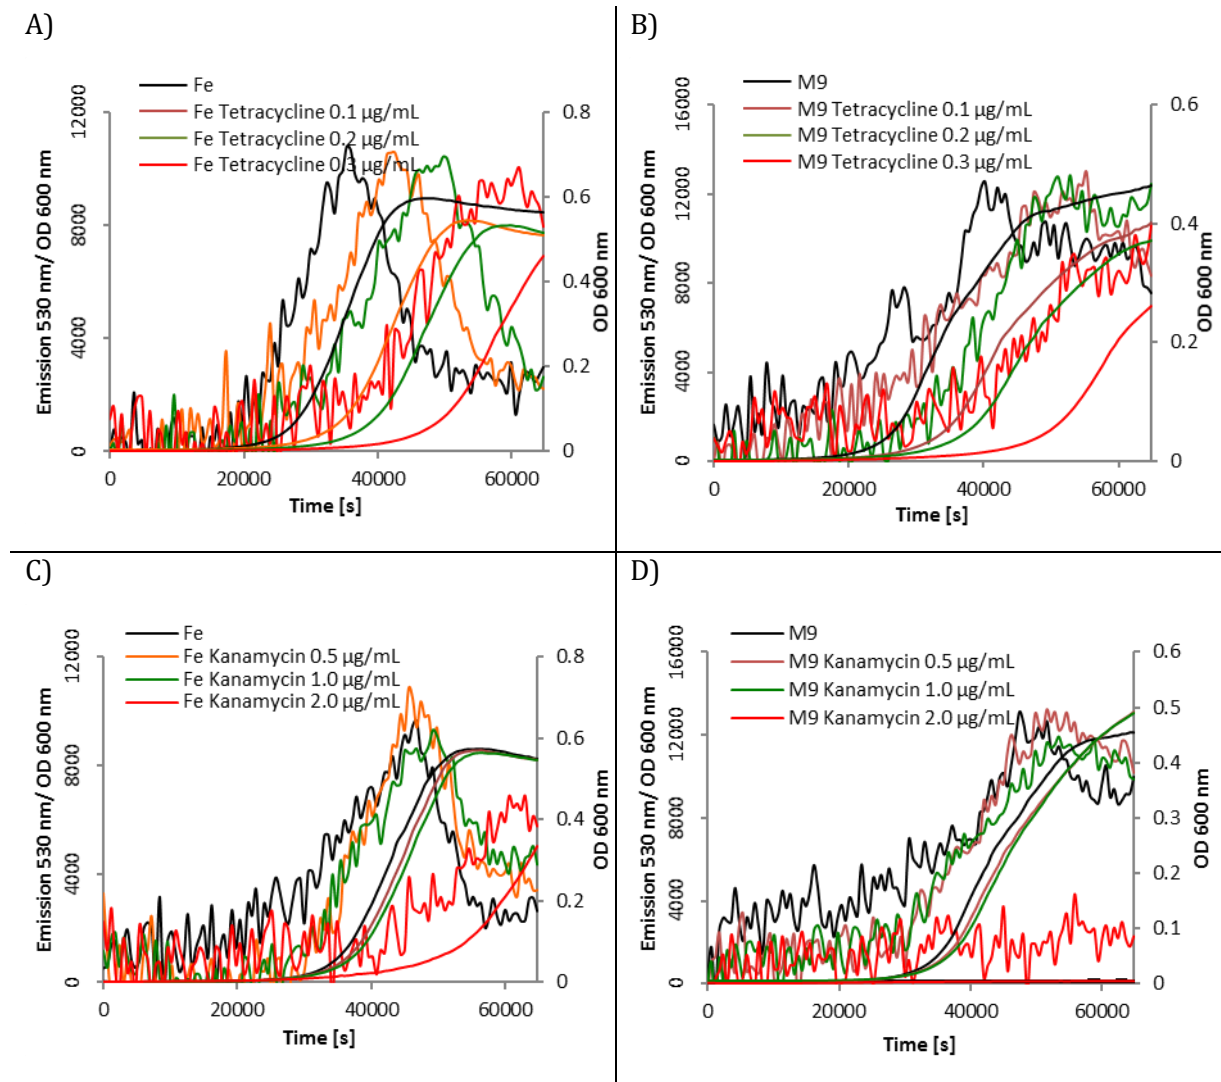 A)
Fe
Fe Tetracycline 0.1 µg/mL
Fe Tetracycline 0.2 µg/mL
Fe Tetracycline 0.3 µg/mL
Emission 530 nm/ OD 600 nm
12000
8000
4000
0
0.8
0.6
0.4
0.2
0
OD 600 nm
0 20000 40000 60000
Time [s]
B)
M9
M9 Tetracycline 0.1 µg/mL
M9 Tetracycline 0.2 µg/mL
M9 Tetracycline 0.3 µg/mL
Emission 530 nm/ OD 600 nm
16000
12000
8000
4000
0
0.6
0.4
0.2
0
OD 600 nm
0 20000 40000 60000
Time [s]
C)
Fe
Fe Kanamycin 0.5 µg/mL
Fe Kanamycin 1.0 µg/mL
Fe Kanamycin 2.0 µg/mL
Emission 530 nm/ OD 600 nm
12000
8000
4000
0
0.8
0.6
0.4
0.2
0
OD 600 nm
0 20000 40000 60000
Time [s]
D)
M9
M9 Kanamycin 0.5 µg/mL
M9 Kanamycin 1.0 µg/mL
M9 Kanamycin 2.0 µg/mL
Emission 530 nm/ OD 600 nm
16000
12000
8000
4000
0
0.6
0.5
0.4
0.3
0.2
0.1
0
OD 600 nm
0 20000 40000 60000
Time [s]